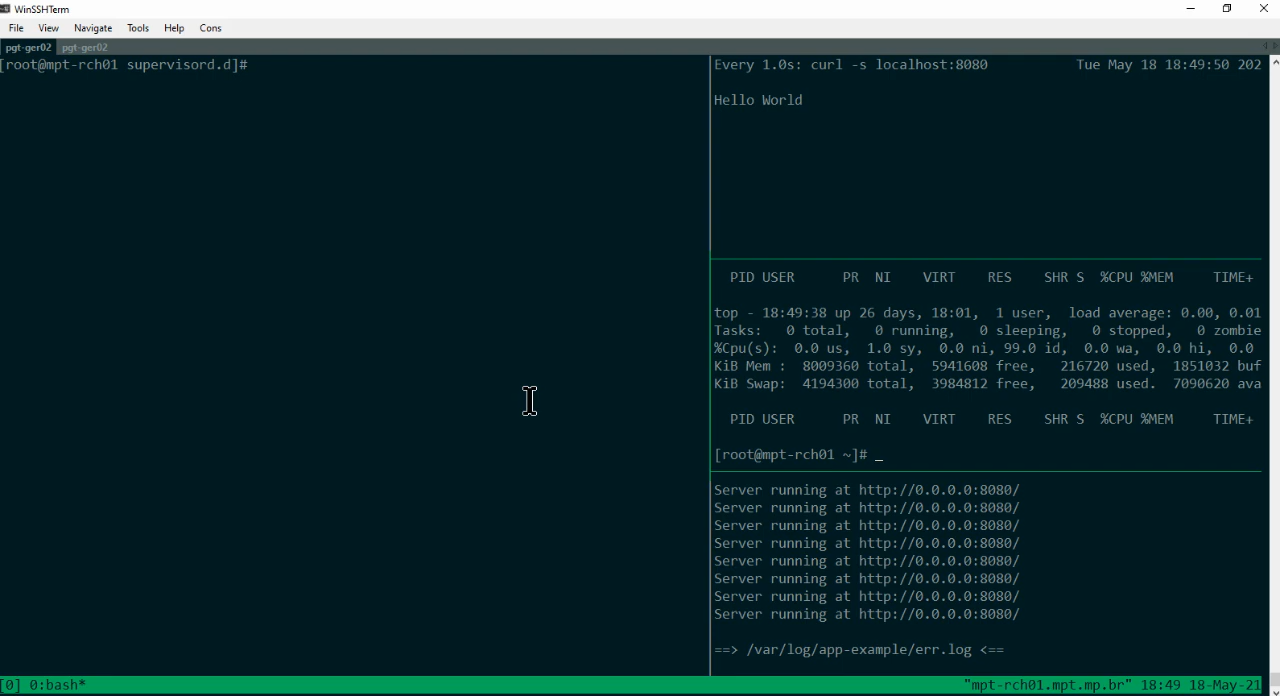 WinSSHTerm
File View Navigate Tools Help Cons
pgt-ger02 pgt-ger02
[root@mpt-rch01 supervisord.d]#
Every 1.0s: curl -s localhost:8080 Tue May 18 18:49:50 202
Hello World
PID USER PR NI VIRT RES SHR S %CPU %MEM TIME+
top - 18:49:38 up 26 days, 18:01, 1 user, load average: 0.00, 0.01
Tasks: 0 total, 0 running, 0 sleeping, 0 stopped, 0 zombie
%Cpu(s): 0.0 us, 1.0 sy, 0.0 ni, 99.0 id, 0.0 wa, 0.0 hi, 0.0
KiB Mem : 8009360 total, 5941608 free, 216720 used, 1851032 buf
KiB Swap: 4194300 total, 3984812 free, 209488 used. 7090620 ava
PID USER PR NI VIRT RES SHR S %CPU %MEM TIME+
[root@mpt-rch01 ~]# _
Server running at http://0.0.0.0:8080/
Server running at http://0.0.0.0:8080/
Server running at http://0.0.0.0:8080/
Server running at http://0.0.0.0:8080/
Server running at http://0.0.0.0:8080/
Server running at http://0.0.0.0:8080/
Server running at http://0.0.0.0:8080/
Server running at http://0.0.0.0:8080/
==> /var/log/app-example/err.log <==
[0] 0:bash* "mpt-rch01.mpt.mp.br" 18:49 18-May-21